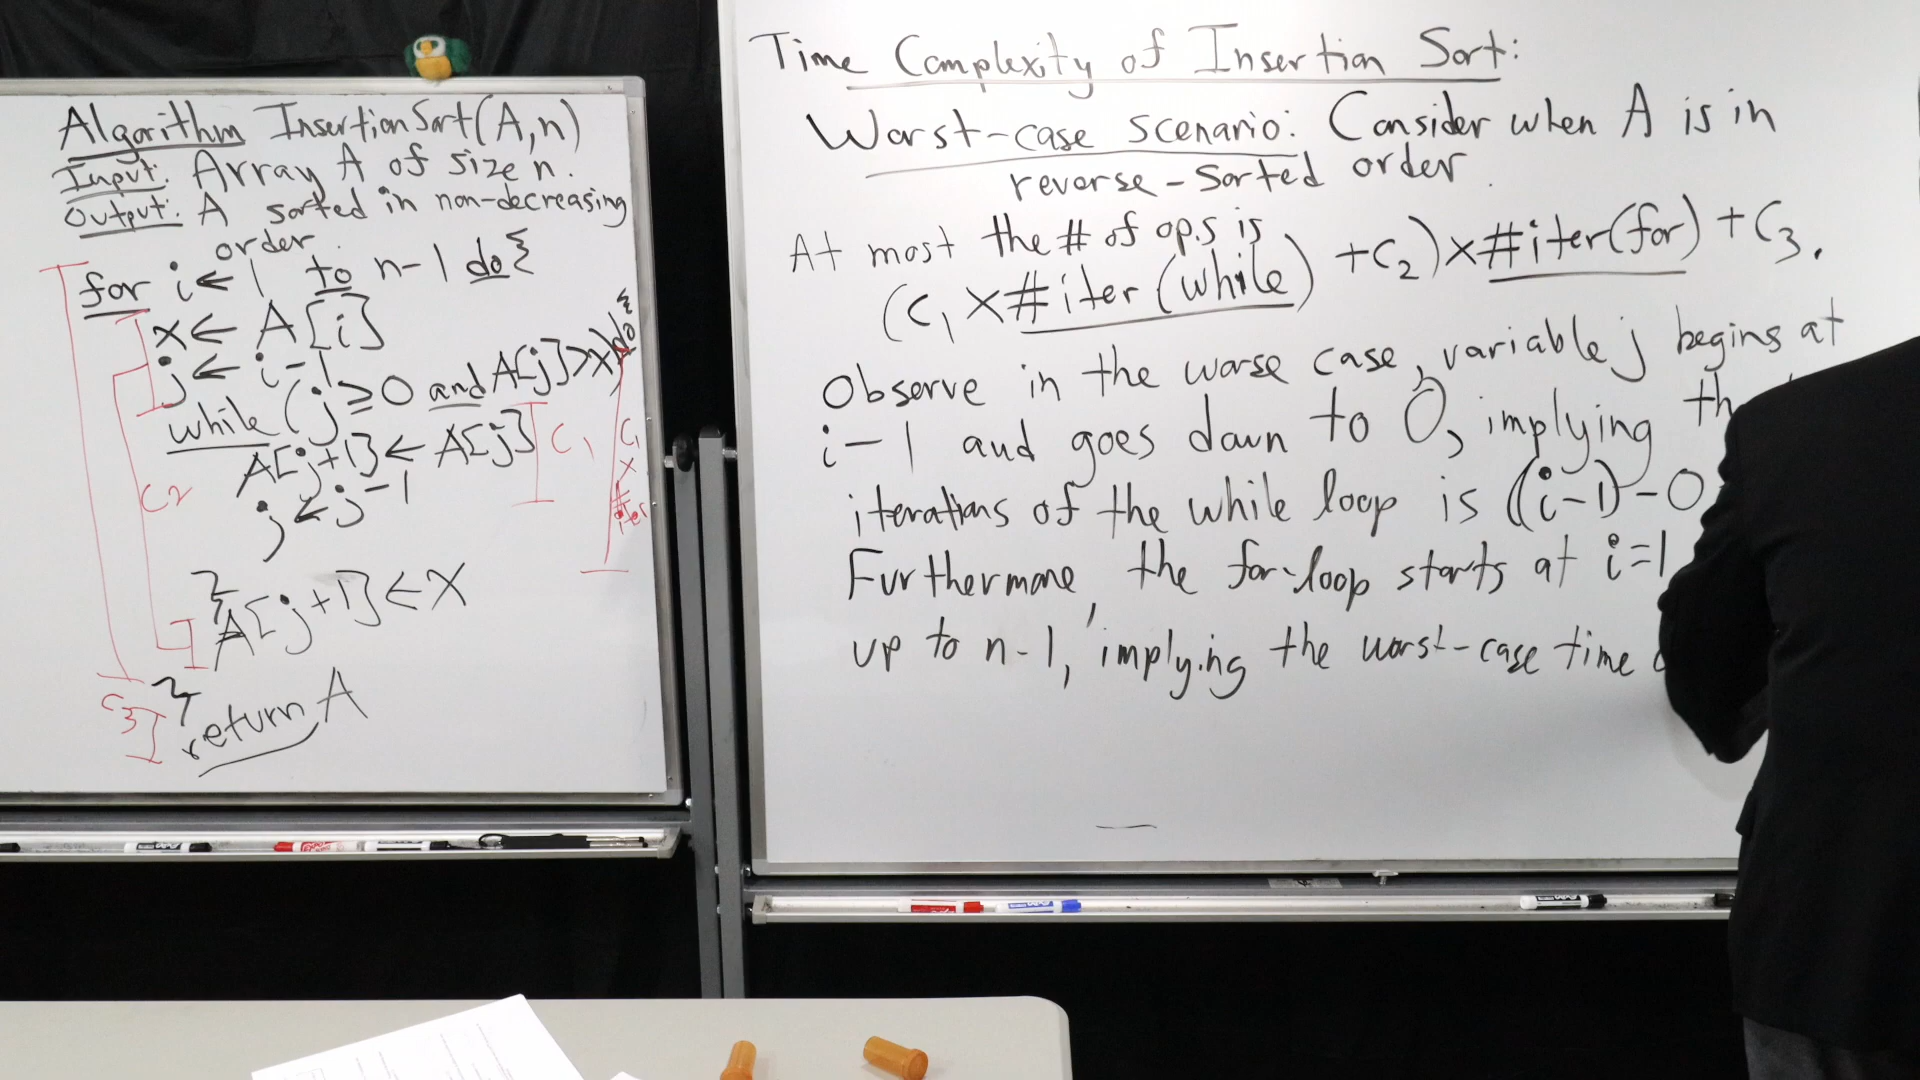 Algorithm InsertionSort(A,n)
Input: Array A of size n.
Output: A sorted in non-decreasing
order.
for i ← 1 to n-1 do {
x ← A[i]
j ← i-1
while (j ≥ 0 and A[j] > x) do {
A[j+1] ← A[j]
j ← j-1
}
A[j+1] ← x
}
return A
C1
C1
x
#
iter
C2
C3
Time Complexity of Insertion Sort:
Worst-case scenario: Consider when A is in
reverse-sorted order.
At most the # of op.s is
(C1 × #iter(while) + C2) × #iter(for) + C3.
Observe in the worse case, variable j begins at
i-1 and goes down to 0, implying
iterations of the while loop is ((i-1)-0
Furthermore, the for-loop starts at i=1
up to n-1, implying the worst-case time